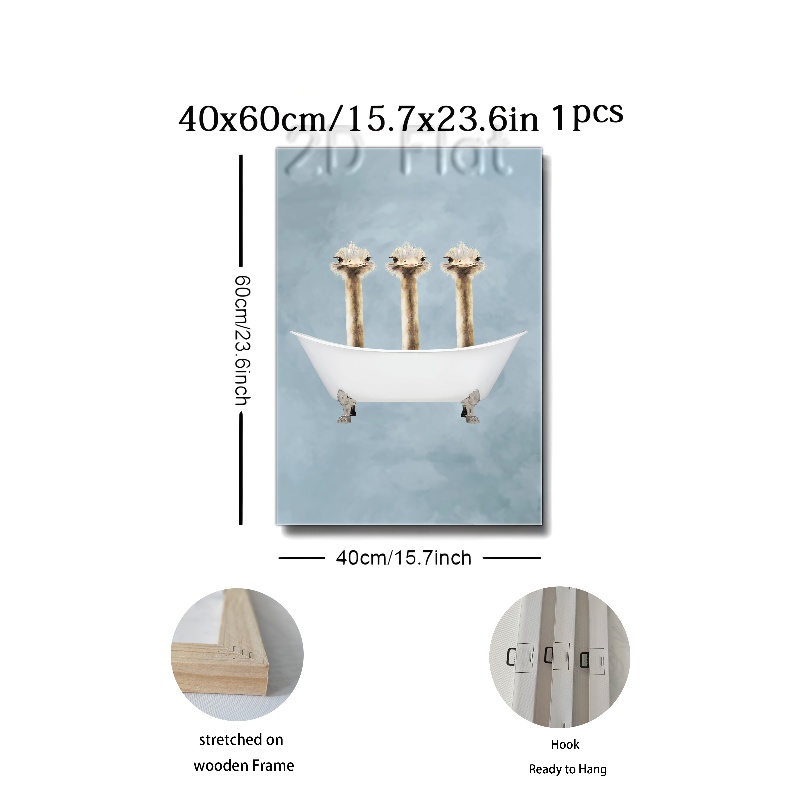 40x60cm/15.7x23.6in 1pcs
2D Flat
60cm/23.6inch
40cm/15.7inch
stretched on
wooden Frame
Hook
Ready to Hang